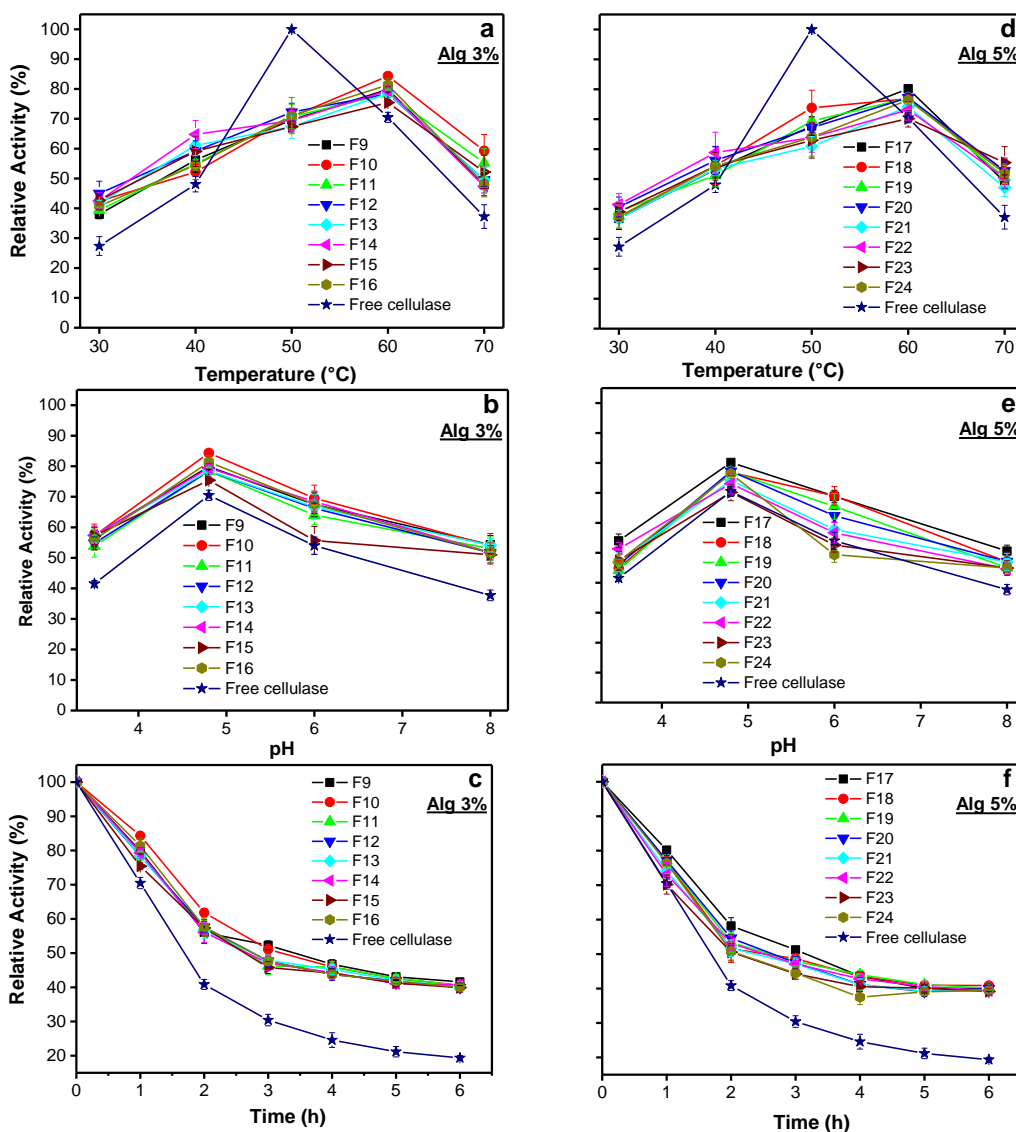 a
Alg 3%
100
90
80
70
60
50
40
30
20
10
0
Relative Activity (%)
F9
F10
F11
F12
F13
F14
F15
F16
Free cellulase
30 40 50 60 70
Temperature (°C)
d
Alg 5%
F17
F18
F19
F20
F21
F22
F23
F24
Free cellulase
30 40 50 60 70
Temperature (°C)
b
Alg 3%
100
90
80
70
60
50
40
30
20
10
0
Relative Activity (%)
F9
F10
F11
F12
F13
F14
F15
F16
Free cellulase
4 5 6 7 8
pH
e
Alg 5%
F17
F18
F19
F20
F21
F22
F23
F24
Free cellulase
4 5 6 7 8
pH
c
Alg 3%
100
90
80
70
60
50
40
30
20
Relative Activity (%)
F9
F10
F11
F12
F13
F14
F15
F16
Free cellulase
0 1 2 3 4 5 6
Time (h)
f
Alg 5%
F17
F18
F19
F20
F21
F22
F23
F24
Free cellulase
0 1 2 3 4 5 6
Time (h)